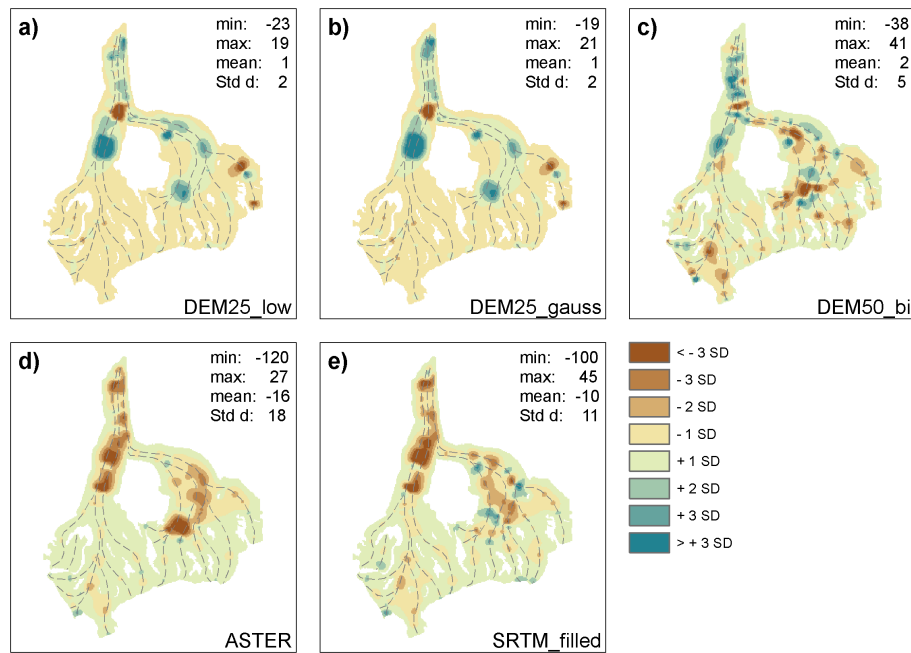 a)
min: -23
max: 19
mean: 1
Std d: 2
DEM25_low
b)
min: -19
max: 21
mean: 1
Std d: 2
DEM25_gauss
c)
min: -38
max: 41
mean: 2
Std d: 5
DEM50_bi
d)
min: -120
max: 27
mean: -16
Std d: 18
ASTER
e)
min: -100
max: 45
mean: -10
Std d: 11
SRTM_filled
< - 3 SD
- 3 SD
- 2 SD
- 1 SD
+ 1 SD
+ 2 SD
+ 3 SD
> + 3 SD